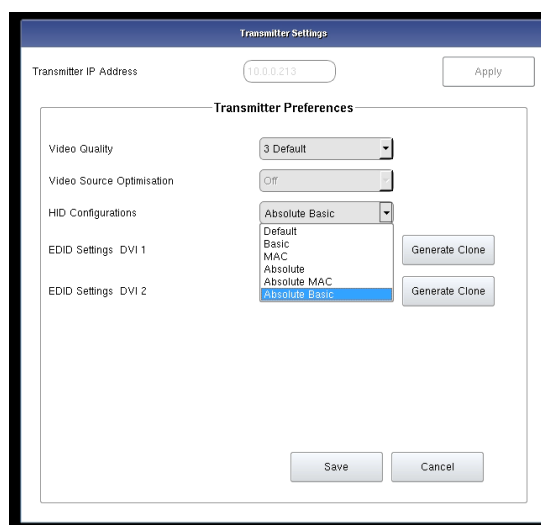 Transmitter Settings
Transmitter IP Address
10.0.0.213
Apply
Transmitter Preferences
Video Quality
3 Default
Video Source Optimisation
Off
HID Configurations
Absolute Basic
Default
Basic
MAC
Absolute
Absolute MAC
Absolute Basic
EDID Settings DVI 1
Generate Clone
EDID Settings DVI 2
Generate Clone
Save
Cancel